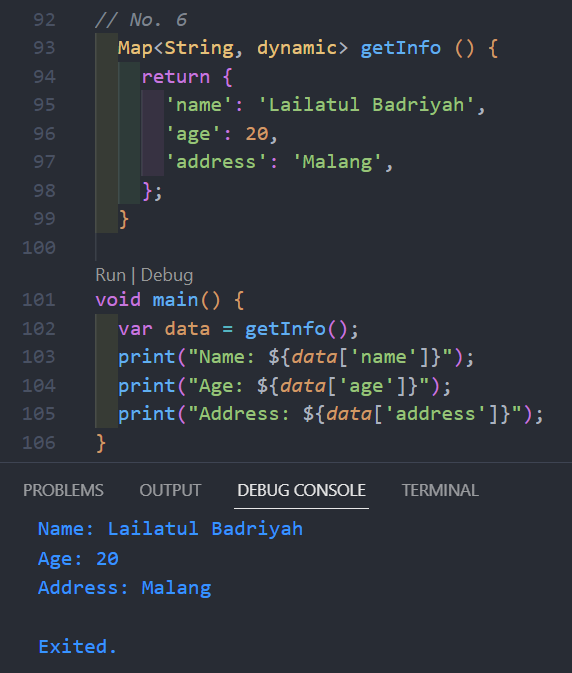 92 // No. 6
93 Map<String, dynamic> getInfo () {
94 return {
95 'name': 'Lailatul Badriyah',
96 'age': 20,
97 'address': 'Malang',
98 };
99 }
100
Run | Debug
101 void main() {
102 var data = getInfo();
103 print("Name: ${data['name']}");
104 print("Age: ${data['age']}");
105 print("Address: ${data['address']}");
106 }
PROBLEMS OUTPUT DEBUG CONSOLE TERMINAL
Name: Lailatul Badriyah
Age: 20
Address: Malang
Exited.